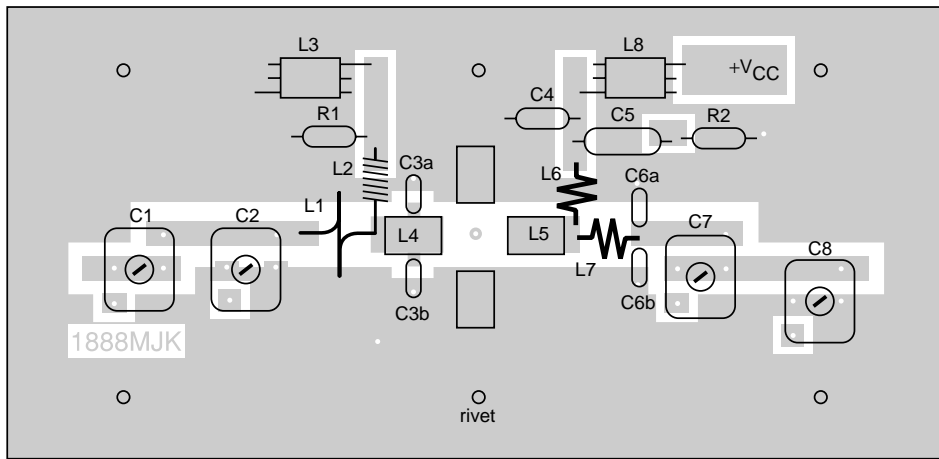 L3
L8
+VCC
C4
R1
C5
R2
L2
C3a
L6
C6a
C1
C2
L1
L4
L5
C7
L7
C8
C3b
C6b
1888MJK
rivet